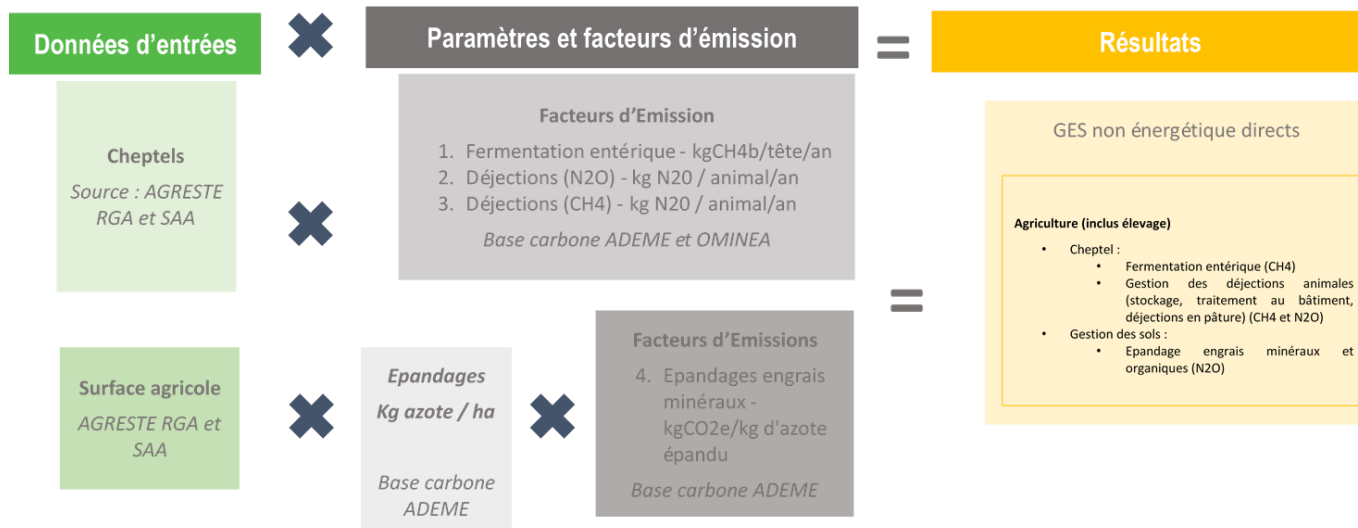 Données d'entrées
Paramètres et facteurs d'émission
=
Résultats
Cheptels
Source : AGRESTE
RGA et SAA
Facteurs d'Emission
1. Fermentation entérique - kgCH4b/tête/an
2. Déjections (N2O) - kg N20 / animal/an
3. Déjections (CH4) - kg N20 / animal/an
Base carbone ADEME et OMINEA
=
GES non énergétique directs
Agriculture (inclus élevage)
• Cheptel :
• Fermentation entérique (CH4)
• Gestion des déjections animales
(stockage, traitement au bâtiment,
déjections en pâture) (CH4 et N2O)
• Gestion des sols :
• Epandage engrais minéraux et
organiques (N2O)
Surface agricole
AGRESTE RGA et
SAA
Epandages
Kg azote / ha
Base carbone
ADEME
Facteurs d'Emissions
4. Epandages engrais
minéraux -
kgCO2e/kg d'azote
épandu
Base carbone ADEME